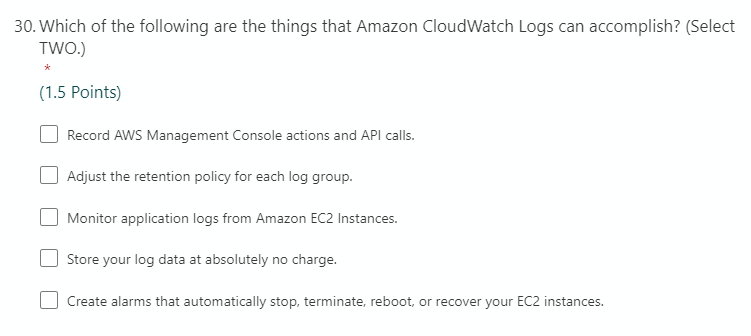 30. Which of the following are the things that Amazon CloudWatch Logs can accomplish? (Select
TWO.)
*
(1.5 Points)
Record AWS Management Console actions and API calls.
Adjust the retention policy for each log group.
Monitor application logs from Amazon EC2 Instances.
Store your log data at absolutely no charge.
Create alarms that automatically stop, terminate, reboot, or recover your EC2 instances.